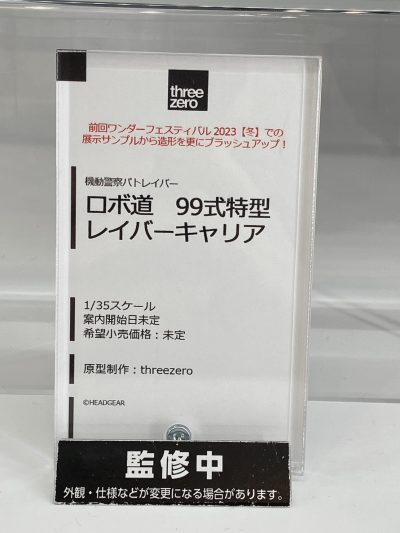 three
zero
前回ワンダーフェスティバル 2023【冬】での
展示サンプルから造形を更にブラッシュアップ！
機動警察パトレイバー
ロボ道　99式特型
レイバーキャリア
1/35スケール
案内開始日未定
希望小売価格：未定
原型制作：threezero
©HEADGEAR
監修中
外観・仕様などが変更になる場合があります。